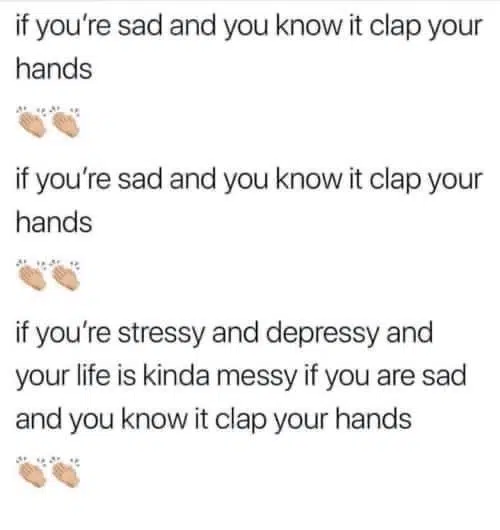 if you're sad and you know it clap your
hands
👏🏼👏🏼
if you're sad and you know it clap your
hands
👏🏼👏🏼
if you're stressy and depressy and
your life is kinda messy if you are sad
and you know it clap your hands
👏🏼👏🏼